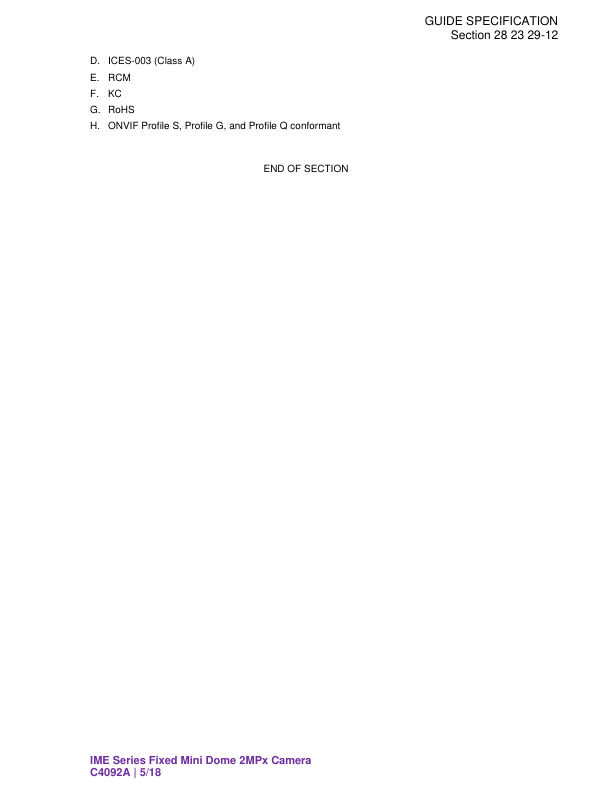 GUIDE SPECIFICATION
Section 28 23 29-12
D. ICES-003 (Class A)
E. RCM
F. KC
G. RoHS
H. ONVIF Profile S, Profile G, and Profile Q conformant
END OF SECTION
IME Series Fixed Mini Dome 2MPx Camera
C4092A | 5/18